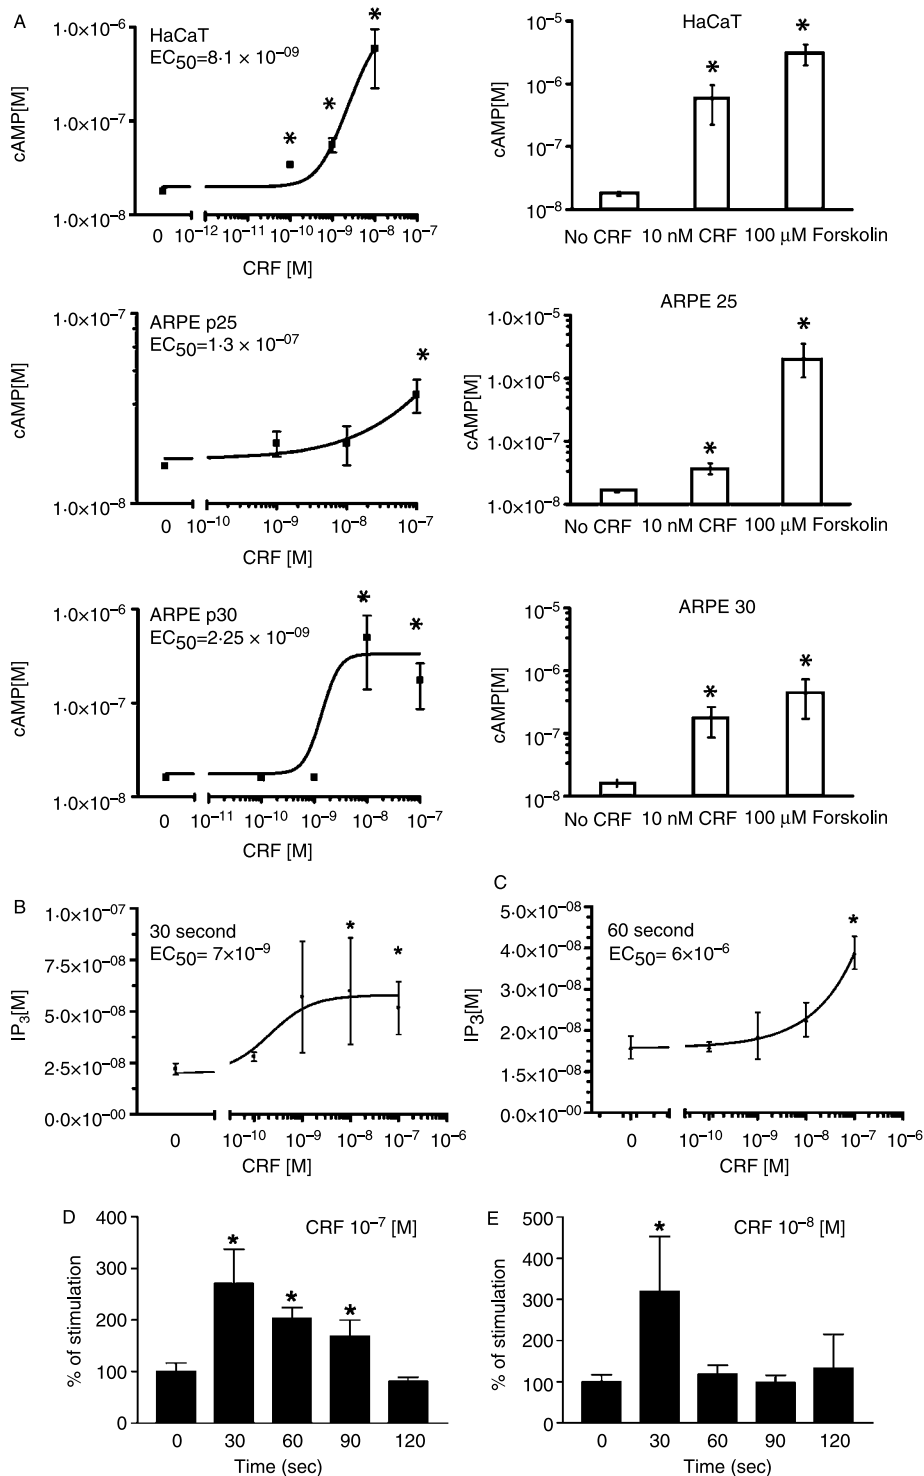 A
HaCaT
EC50=8·1 × 10−09
cAMP[M]
1·0×10−6
1·0×10−7
1·0×10−8
0 10−12 10−11 10−10 10−9 10−8 10−7
CRF [M]
* * * *
HaCaT
cAMP[M]
10−5
10−6
10−7
10−8
* *
No CRF 10 nM CRF 100 μM Forskolin
ARPE p25
EC50=1·3 × 10−07
cAMP[M]
1·0×10−7
1·0×10−8
*
0 10−10 10−9 10−8 10−7
CRF [M]
ARPE 25
cAMP[M]
1·0×10−5
1·0×10−6
1·0×10−7
1·0×10−8
* *
No CRF 10 nM CRF 100 μM Forskolin
ARPE p30
EC50=2·25 × 10−09
cAMP[M]
1·0×10−6
1·0×10−7
1·0×10−8
* *
0 10−11 10−10 10−9 10−8 10−7
CRF [M]
ARPE 30
cAMP[M]
10−5
10−6
10−7
10−8
* *
No CRF 10 nM CRF 100 μM Forskolin
B
30 second
EC50= 7×10−9
IP3[M]
1·0×10−07
7·5×10−08
5·0×10−08
2·5×10−08
0·0×10−00
* *
0 10−10 10−9 10−8 10−7 10−6
CRF [M]
C
60 second
EC50= 6×10−6
IP3[M]
5·0×10−08
4·0×10−08
3·0×10−08
2·0×10−08
1·5×10−08
0·0×10−00
*
0 10−10 10−9 10−8 10−7 10−6
CRF [M]
D
CRF 10−7 [M]
% of stimulation
400
300
200
100
0
* * *
0 30 60 90 120
Time (sec)
E
CRF 10−8 [M]
% of stimulation
500
400
300
200
100
0
*
0 30 60 90 120
Time (sec)